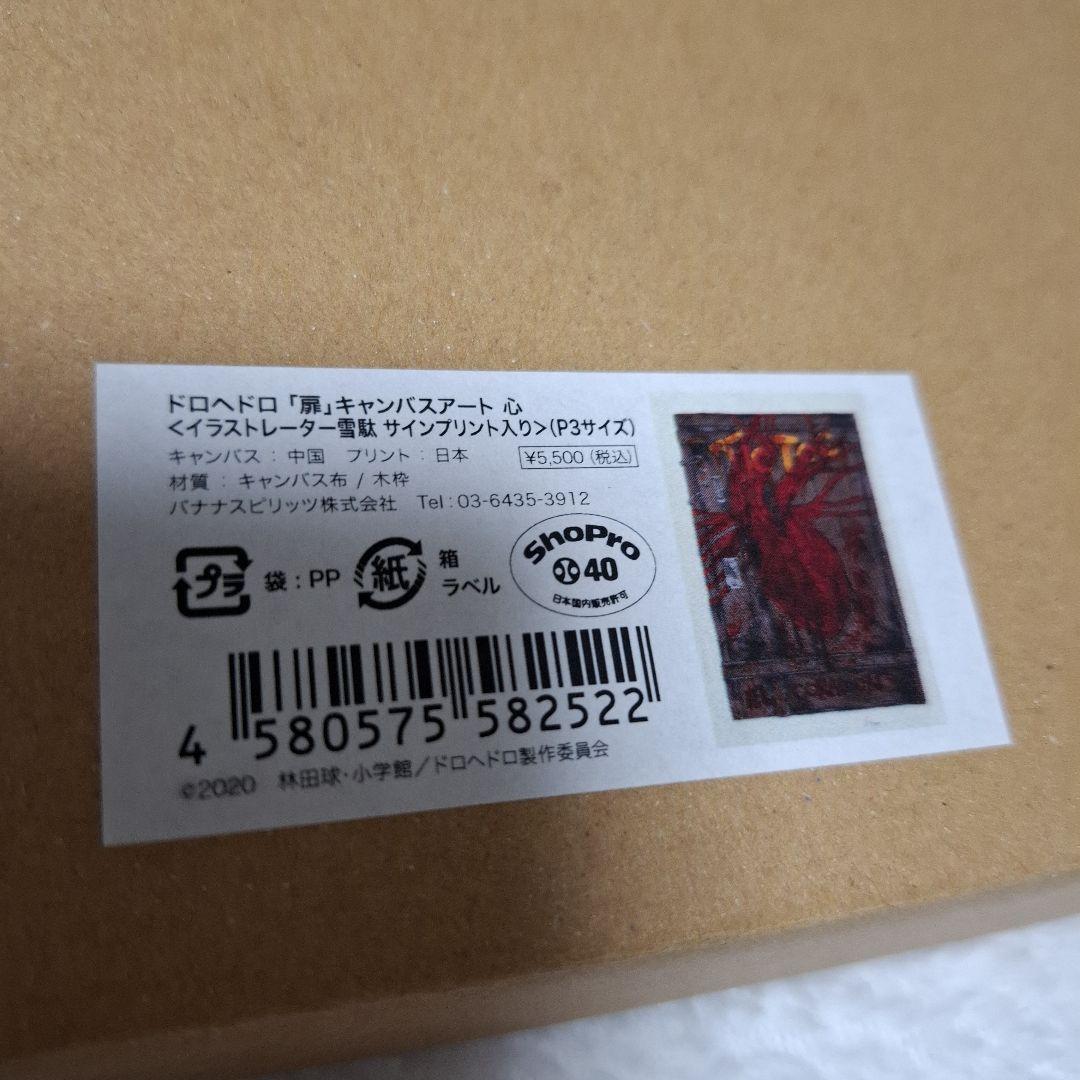 ドロヘドロ「扉」キャンバスアート 心
<イラストレーター雪駄 サインプリント入り>(P3サイズ)
キャンバス : 中国 プリント : 日本 ¥5,500 (税込)
材質 : キャンバス布 / 木枠
バナナスピリッツ株式会社 Tel : 03-6435-3912
プラ 袋 : PP 紙 箱 ラベル
ShoPro
40
日本国内販売許可
4 580575 582522
©2020 林田球・小学館/ドロヘドロ製作委員会